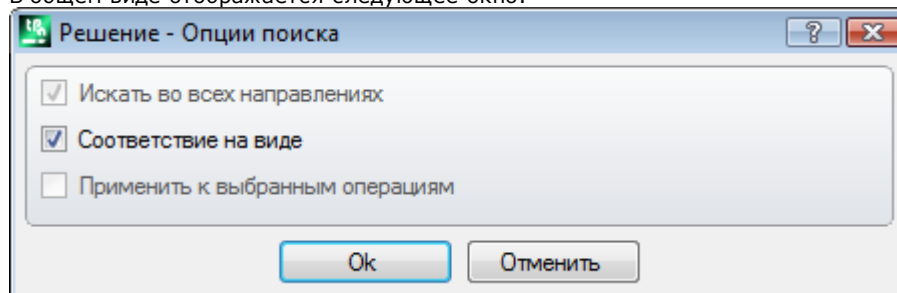 В общем виде отображается следующее окно:
Решение - Опции поиска
Искать во всех направлениях
Соответствие на виде
Применить к выбранным операциям
Ok Отменить